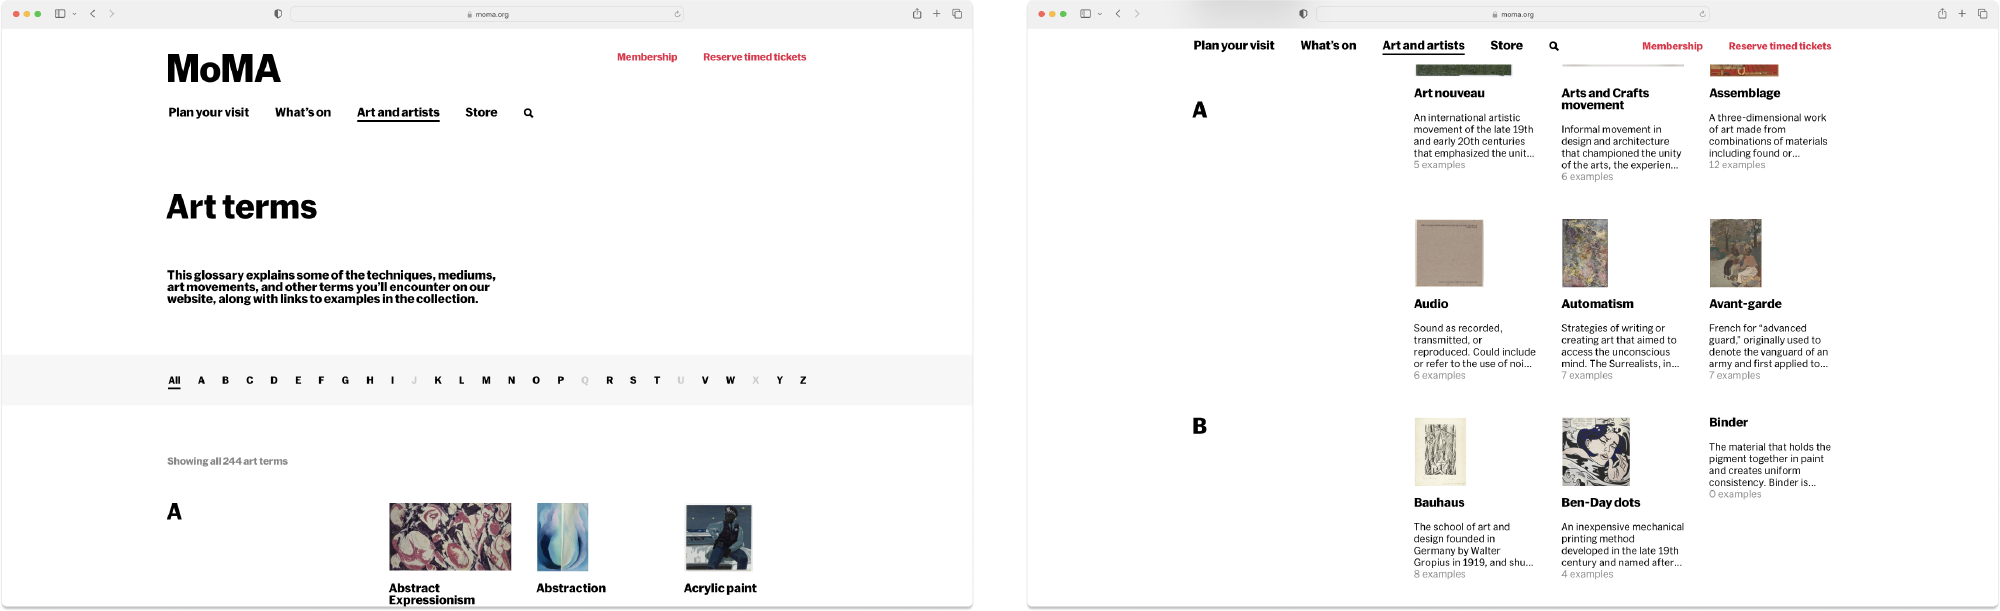 moma.org
MoMA
Membership
Reserve timed tickets
Plan your visit
What's on
Art and artists
Store
Art terms
This glossary explains some of the techniques, mediums,
art movements, and other terms you'll encounter on our
website, along with links to examples in the collection.
All A B C D E F G H I J K L M N O P Q R S T U V W X Y Z
Showing all 244 art terms
A
Abstract
Expressionism
Abstraction
Acrylic paint
moma.org
Plan your visit
What's on
Art and artists
Store
Membership
Reserve timed tickets
A
Art nouveau
An international artistic
movement of the late 19th
and early 20th centuries
that emphasized the unit...
5 examples
Arts and Crafts
movement
Informal movement in
design and architecture
that championed the unity
of the arts, the experien...
6 examples
Assemblage
A three-dimensional work
of art made from
combinations of materials
including found or...
12 examples
Audio
Sound as recorded,
transmitted, or
reproduced. Could include
or refer to the use of noi...
6 examples
Automatism
Strategies of writing or
creating art that aimed to
access the unconscious
mind. The Surrealists, in...
7 examples
Avant-garde
French for "advanced
guard," originally used to
denote the vanguard of an
army and first applied to...
7 examples
B
Bauhaus
The school of art and
design founded in
Germany by Walter
Gropius in 1919, and shu...
8 examples
Ben-Day dots
An inexpensive mechanical
printing method
developed in the late 19th
century and named after...
4 examples
Binder
The material that holds the
pigment together in paint
and creates uniform
consistency. Binder is...
0 examples